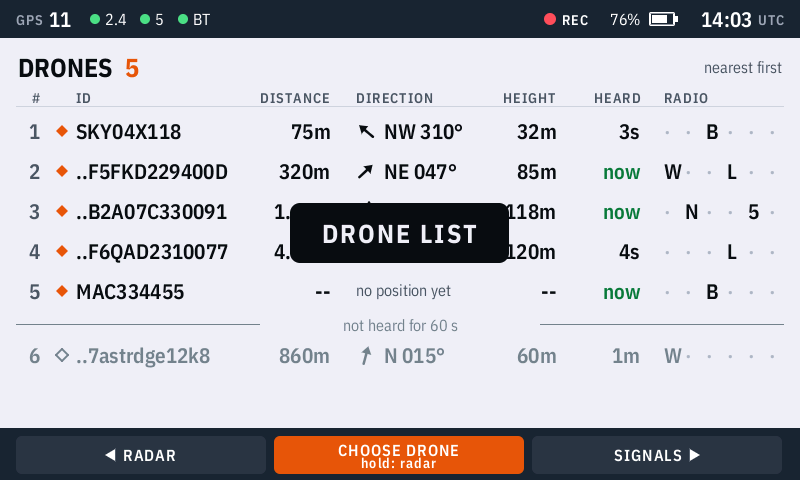 GPS 11 2.4 5 BT REC 76% 14:03 UTC
DRONES 5 nearest first
# ID DISTANCE DIRECTION HEIGHT HEARD RADIO
1 SKY04X118 75m NW 310° 32m 3s · · B · · ·
2 ..F5FKD229400D 320m NE 047° 85m now W · · L · ·
3 ..B2A07C330091 1. 118m now · N · · 5 ·
4 ..F6QAD2310077 4. 120m 4s · · · L · ·
DRONE LIST
5 MAC334455 -- no position yet -- now · · B · · ·
not heard for 60 s
6 ..7astrdge12k8 860m N 015° 60m 1m W · · · · ·
◀ RADAR CHOOSE DRONE SIGNALS ▶
hold: radar